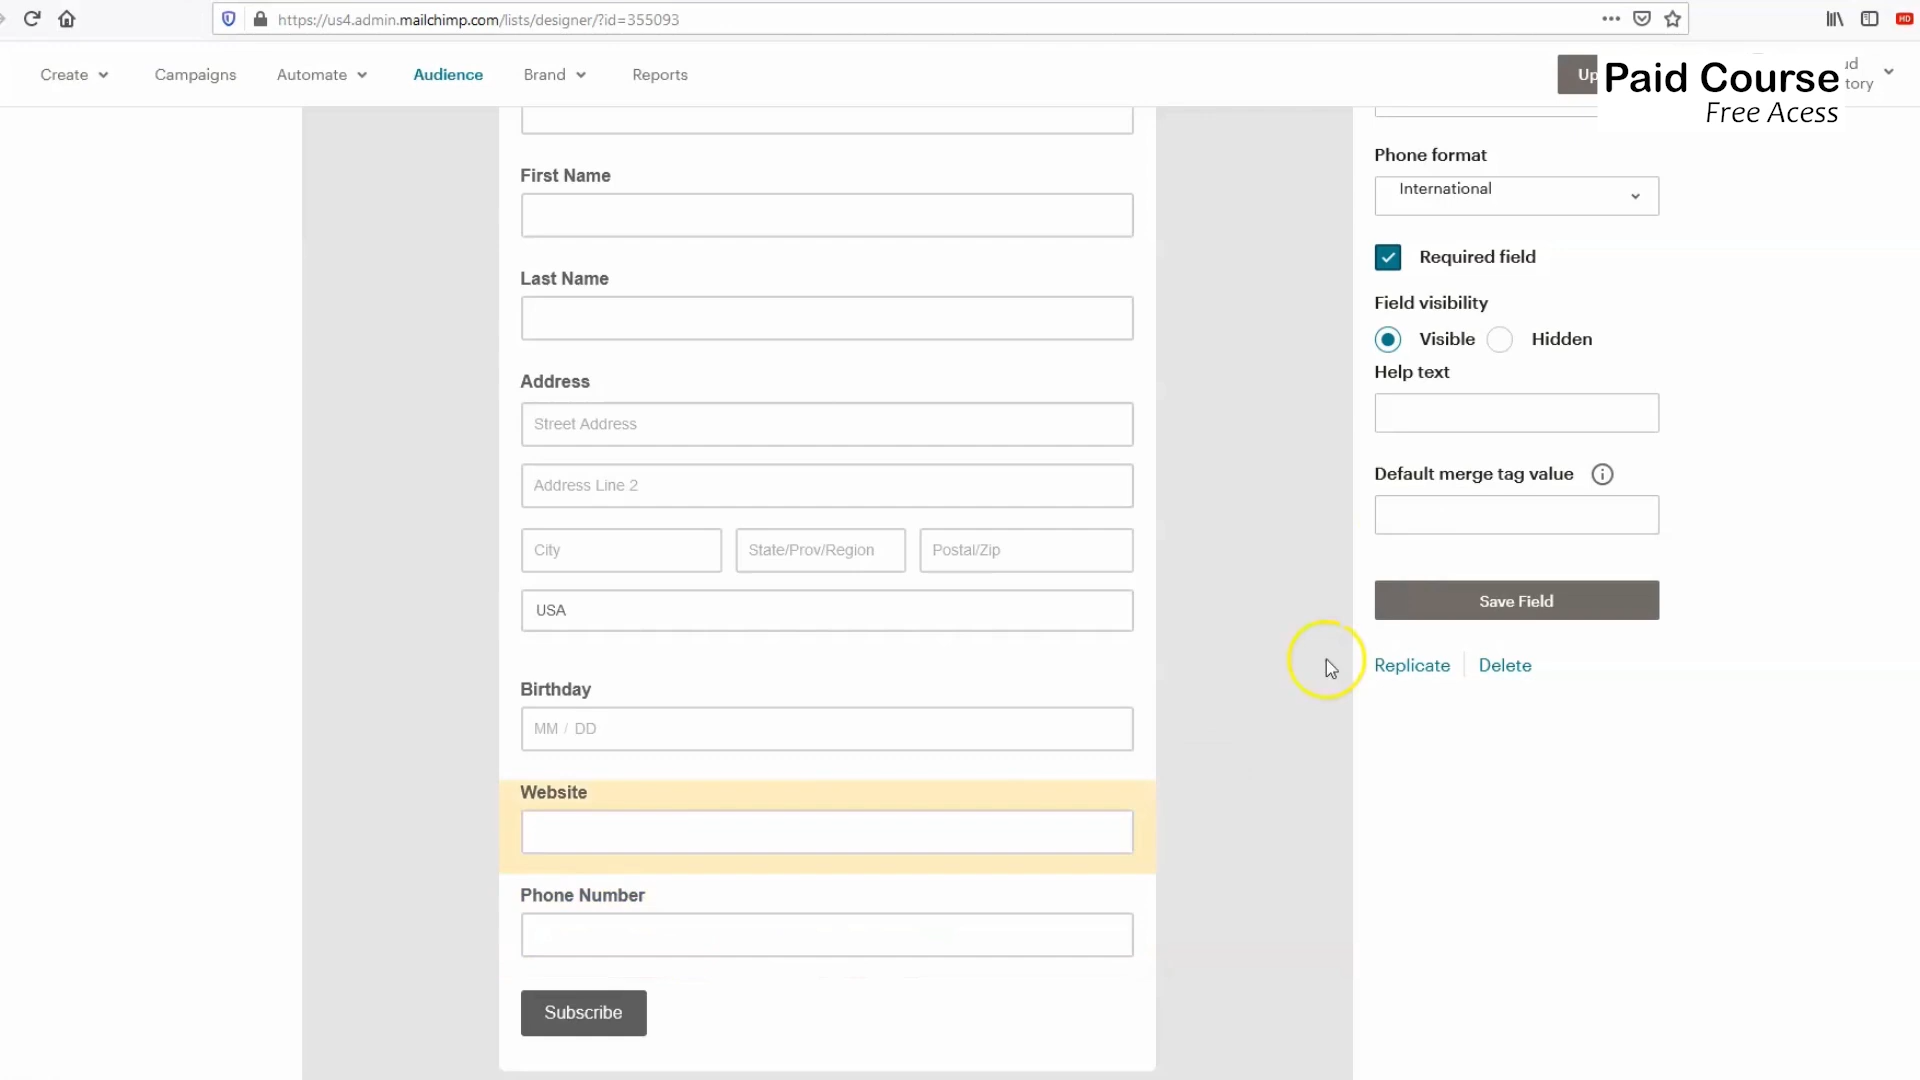 https://us4.admin.mailchimp.com/lists/designer/?id=355093
HD
Create
Campaigns
Automate
Audience
Brand
Reports
Up
Paid Course
Free Acess
First Name
Last Name
Address
Street Address
Address Line 2
City
State/Prov/Region
Postal/Zip
USA
Birthday
MM / DD
Website
Phone Number
Subscribe
Phone format
International
Required field
Field visibility
Visible
Hidden
Help text
Default merge tag value
Save Field
Replicate
Delete